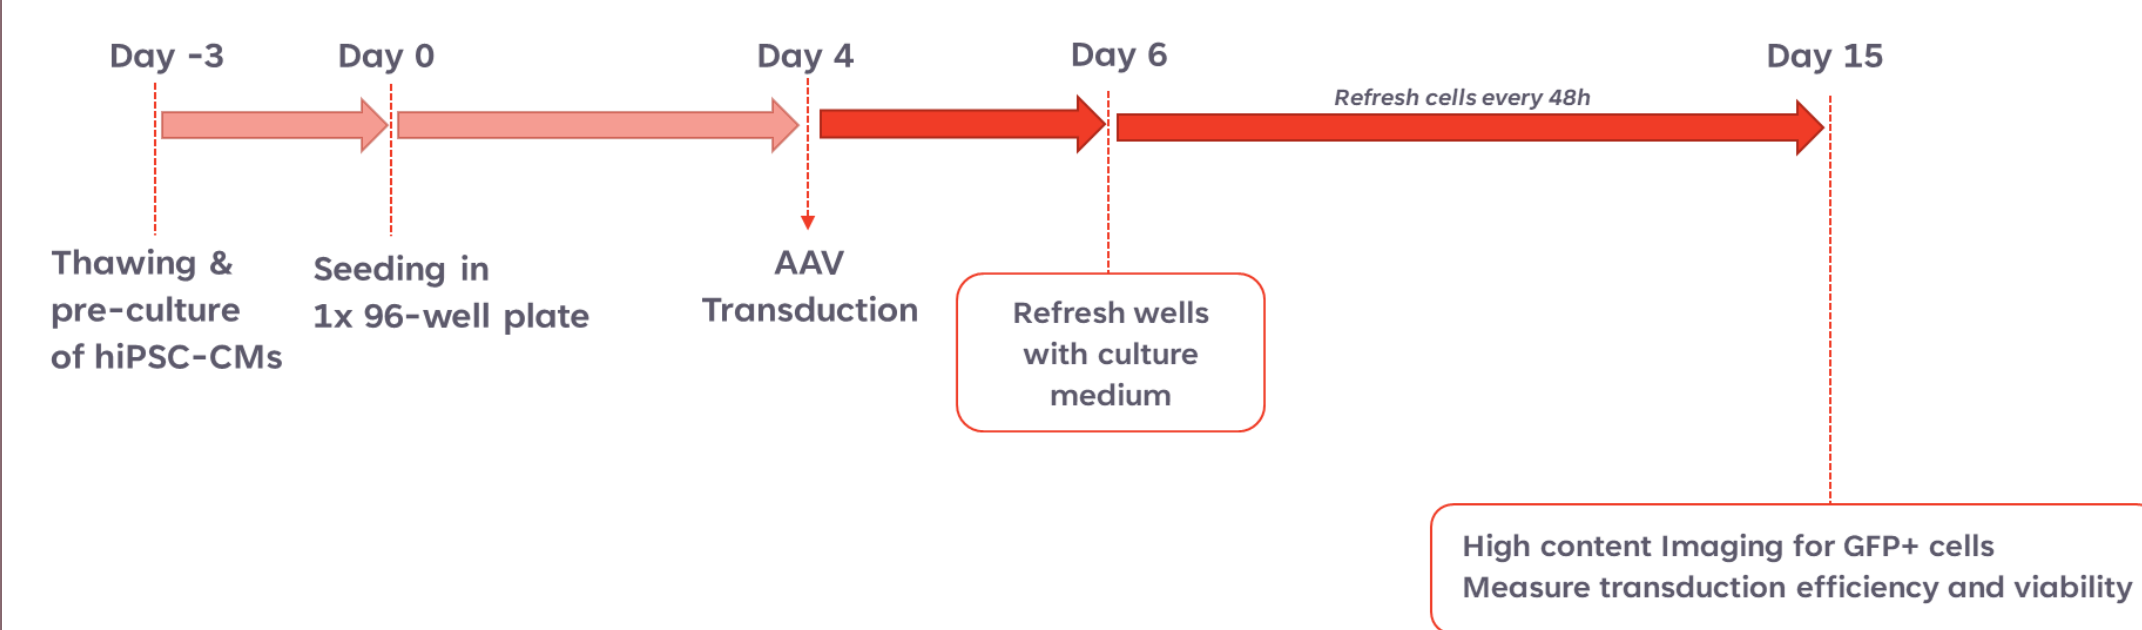 Day -3
Day 0
Day 4
Day 6
Day 15
Refresh cells every 48h
Thawing &
pre-culture
of hiPSC-CMs
Seeding in
1x 96-well plate
AAV
Transduction
Refresh wells
with culture
medium
High content Imaging for GFP+ cells
Measure transduction efficiency and viability